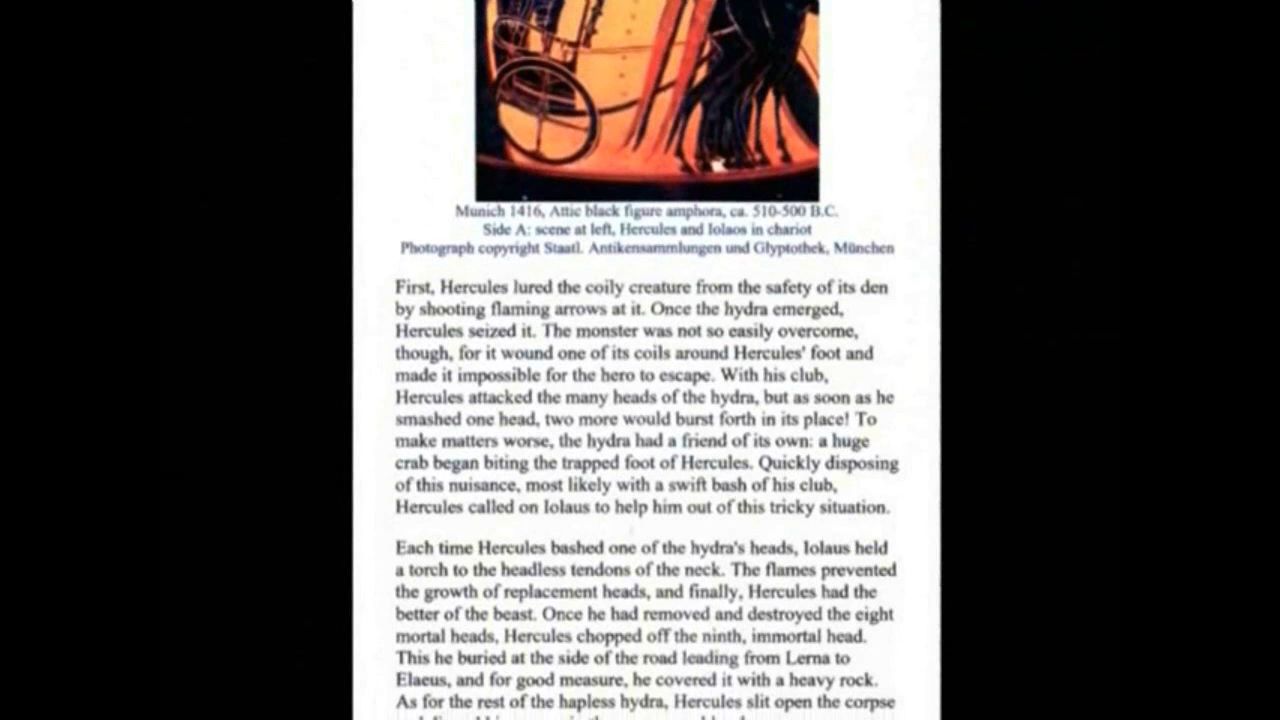 Munich 1416, Attic black figure amphora, ca. 510-500 B.C.
Side A: scene at left, Hercules and Iolaos in chariot
Photograph copyright Staatl. Antikensammlungen und Glyptothek, München
First, Hercules lured the coily creature from the safety of its den
by shooting flaming arrows at it. Once the hydra emerged,
Hercules seized it. The monster was not so easily overcome,
though, for it wound one of its coils around Hercules' foot and
made it impossible for the hero to escape. With his club,
Hercules attacked the many heads of the hydra, but as soon as he
smashed one head, two more would burst forth in its place! To
make matters worse, the hydra had a friend of its own: a huge
crab began biting the trapped foot of Hercules. Quickly disposing
of this nuisance, most likely with a swift bash of his club,
Hercules called on Iolaus to help him out of this tricky situation.
Each time Hercules bashed one of the hydra's heads, Iolaus held
a torch to the headless tendons of the neck. The flames prevented
the growth of replacement heads, and finally, Hercules had the
better of the beast. Once he had removed and destroyed the eight
mortal heads, Hercules chopped off the ninth, immortal head.
This he buried at the side of the road leading from Lerna to
Elaeus, and for good measure, he covered it with a heavy rock.
As for the rest of the hapless hydra, Hercules slit open the corpse